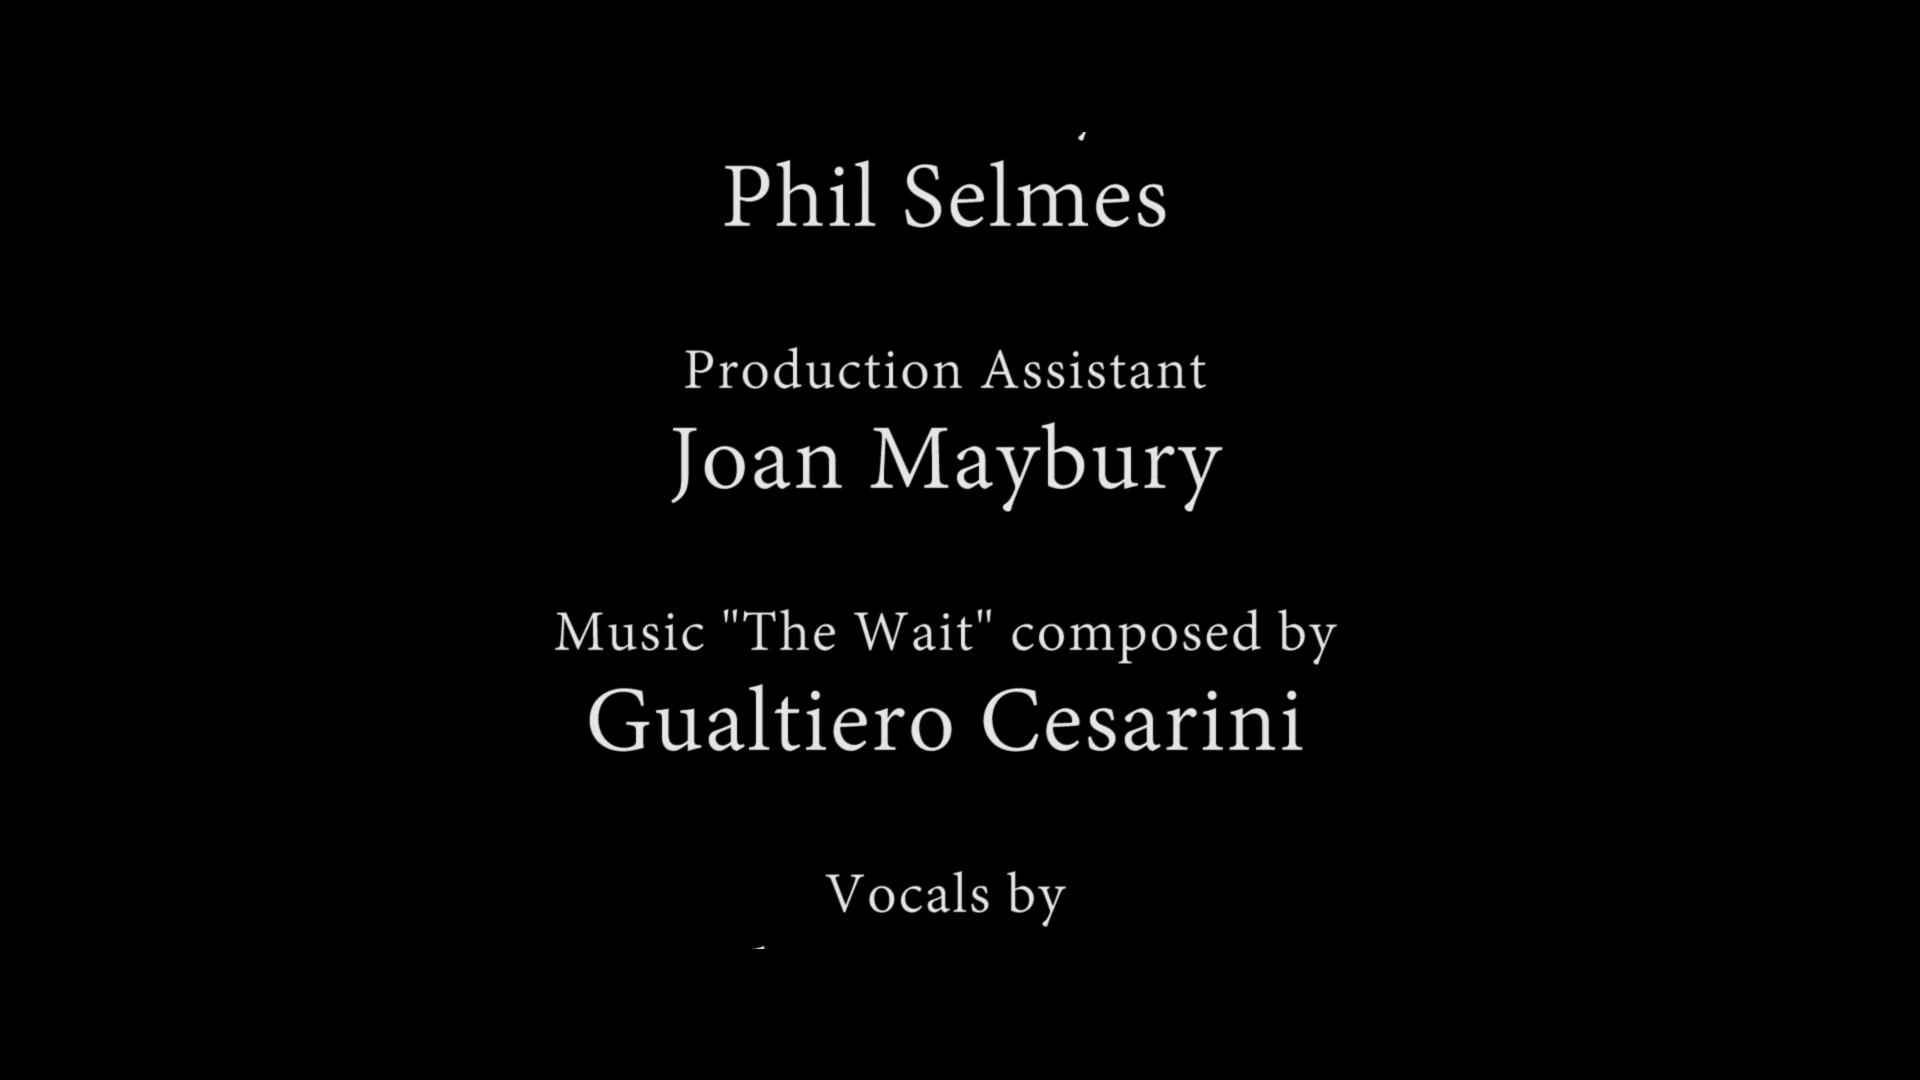 Phil Selmes
Production Assistant
Joan Maybury
Music "The Wait" composed by
Gualtiero Cesarini
Vocals by